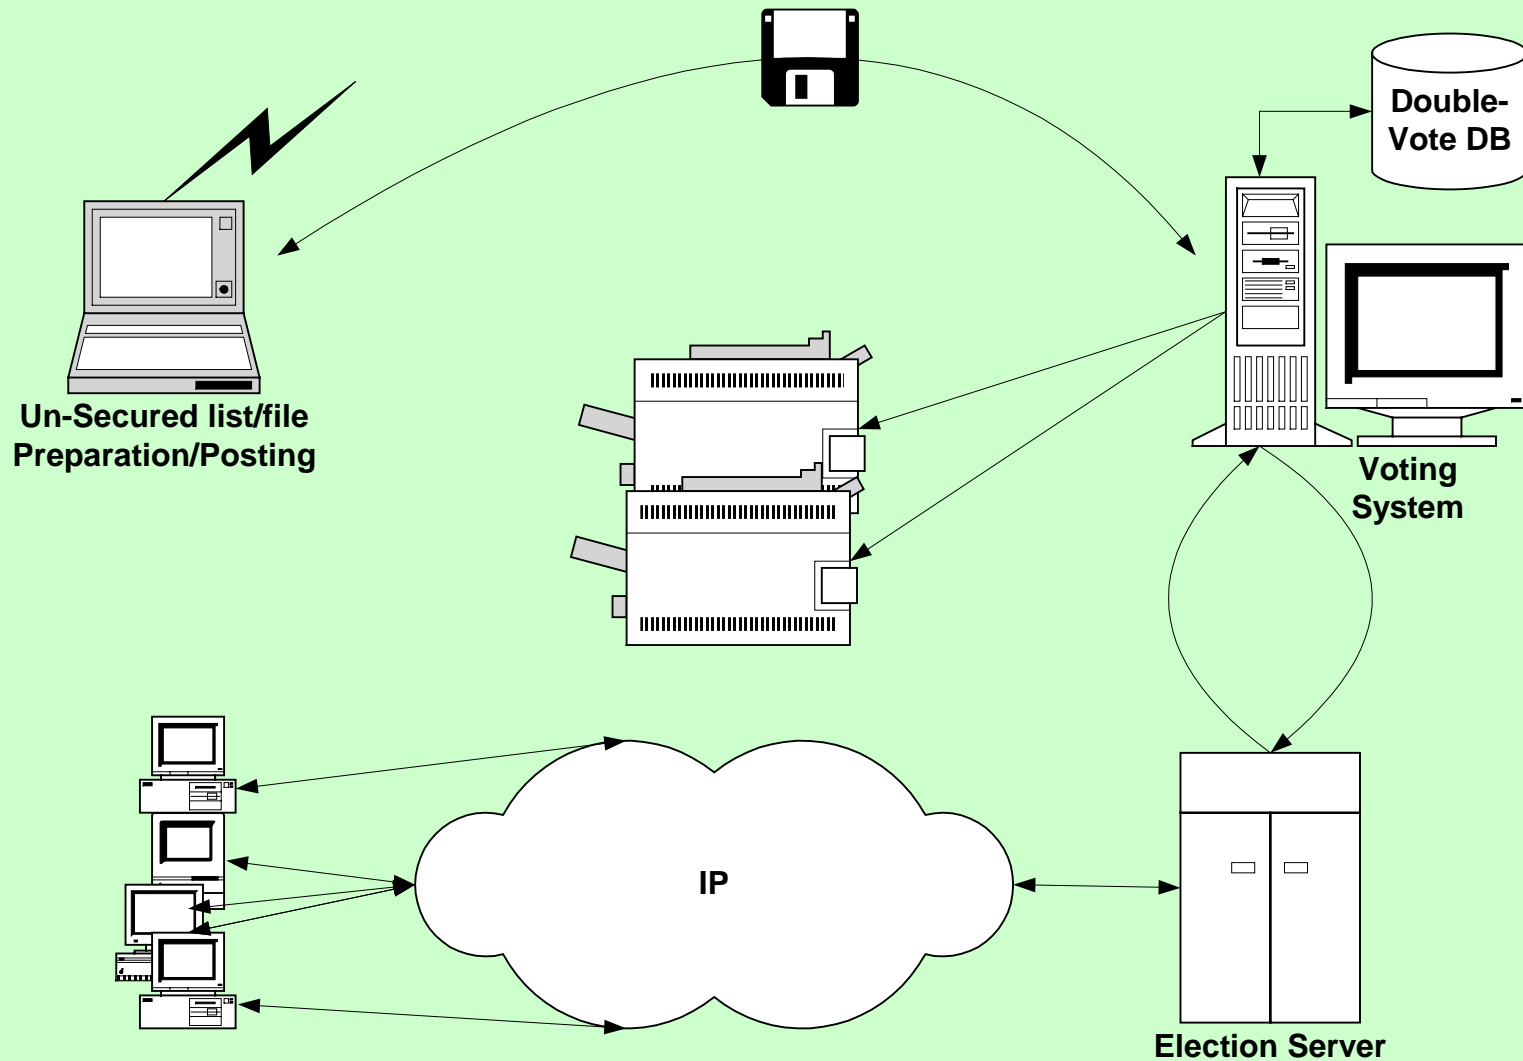 Double-
Vote DB
Un-Secured list/file
Preparation/Posting
Voting
System
IP
Election Server